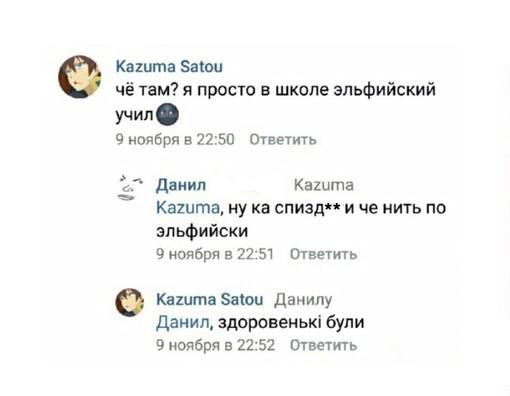 Kazuma Satou
чё там? я просто в школе эльфийский
учил🌚
9 ноября в 22:50 Ответить
Данил Kazuma
Kazuma, ну ка спизд** и че нить по
эльфийски
9 ноября в 22:51 Ответить
Kazuma Satou Данилу
Данил, здоровенькі були
9 ноября в 22:52 Ответить